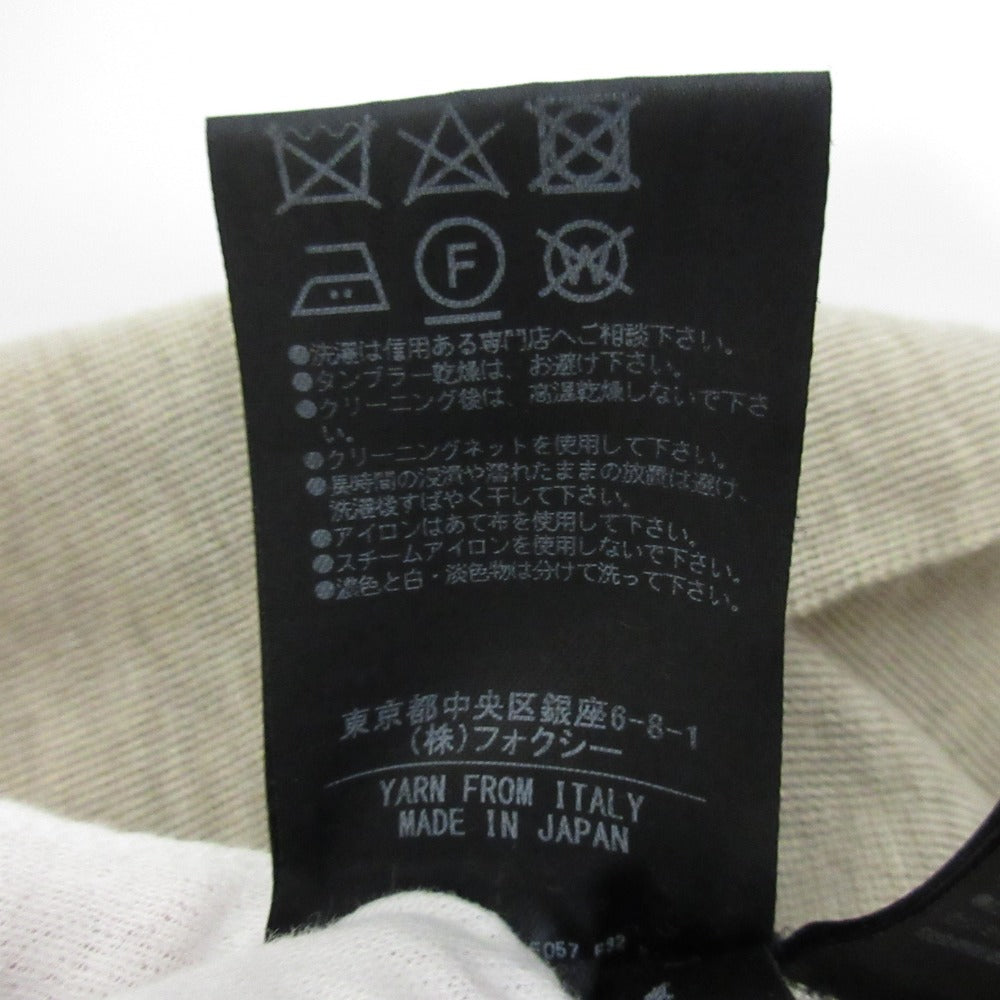 F
W
●洗濯は信用ある専門店へご相談下さい。
●タンブラー乾燥は、お避け下さい。
●クリーニング後は、高温乾燥しないで下さ
い。
●クリーニングネットを使用して下さい。
●長時間の浸漬や濡れたままの放置は避け、
洗濯後すばやく干して下さい。
●アイロンはあて布を使用して下さい。
●スチームアイロンを使用しないで下さい。
●濃色と白・淡色物は分けて洗って下さい。
東京都中央区銀座6-8-1
(株)フォクシー
YARN FROM ITALY
MADE IN JAPAN